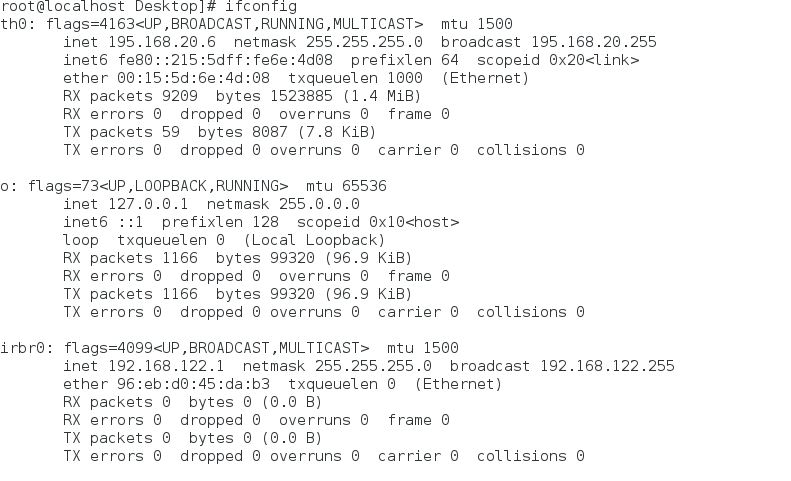 root@localhost Desktop]# ifconfig
th0: flags=4163<UP,BROADCAST,RUNNING,MULTICAST>  mtu 1500
inet 195.168.20.6  netmask 255.255.255.0  broadcast 195.168.20.255
inet6 fe80::215:5dff:fe6e:4d08  prefixlen 64  scopeid 0x20<link>
ether 00:15:5d:6e:4d:08  txqueuelen 1000  (Ethernet)
RX packets 9209  bytes 1523885 (1.4 MiB)
RX errors 0  dropped 0  overruns 0  frame 0
TX packets 59  bytes 8087 (7.8 KiB)
TX errors 0  dropped 0 overruns 0  carrier 0  collisions 0
o: flags=73<UP,LOOPBACK,RUNNING>  mtu 65536
inet 127.0.0.1  netmask 255.0.0.0
inet6 ::1  prefixlen 128  scopeid 0x10<host>
loop  txqueuelen 0  (Local Loopback)
RX packets 1166  bytes 99320 (96.9 KiB)
RX errors 0  dropped 0  overruns 0  frame 0
TX packets 1166  bytes 99320 (96.9 KiB)
TX errors 0  dropped 0 overruns 0  carrier 0  collisions 0
irbr0: flags=4099<UP,BROADCAST,MULTICAST>  mtu 1500
inet 192.168.122.1  netmask 255.255.255.0  broadcast 192.168.122.255
ether 96:eb:d0:45:da:b3  txqueuelen 0  (Ethernet)
RX packets 0  bytes 0 (0.0 B)
RX errors 0  dropped 0  overruns 0  frame 0
TX packets 0  bytes 0 (0.0 B)
TX errors 0  dropped 0 overruns 0  carrier 0  collisions 0